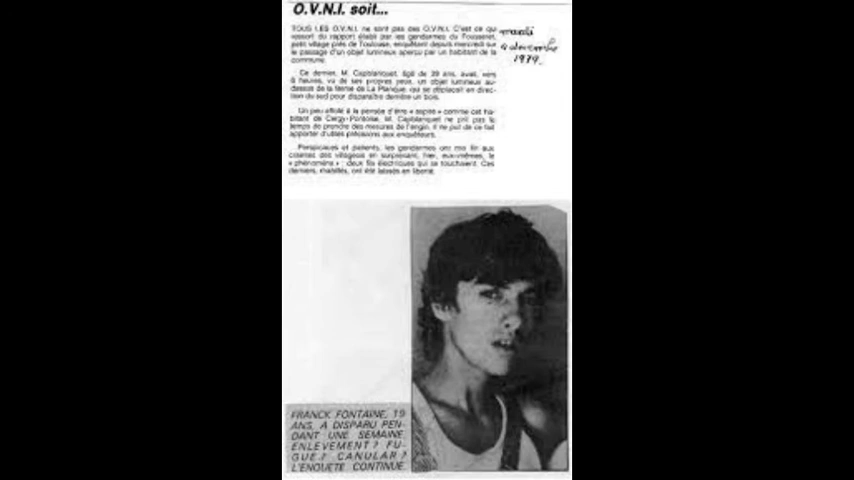 O.V.N.I. soit...
TOUS LES O.V.N.I. ne sont pas des O.V.N.I. C'est ce qui
ressort du rapport établi par les gendarmes du Fousseret,
petit village près de Toulouse, enquêtant depuis mercredi sur
le passage d'un objet lumineux aperçu par un habitant de la
commune.
Ce dernier, M. Capblanquet, âgé de 39 ans, avait, vers
heures, vu de ses propres yeux, un objet lumineux au-
dessus de la ferme de La Planque, qui se déplaçait en direc-
tion du sud pour disparaître derrière un bois.
Un peu affolé à la pensée d'être « aspiré » comme cet ha-
bitant de Cergy-Pontoise, M. Capblanquet ne prit pas le
temps de prendre des mesures de l'engin. Il ne put de ce fait
apporter d'utiles précisions aux enquêteurs.
Perspicaces et patients, les gendarmes ont mis fin aux
craintes des villageois en surprenant, hier, eux-mêmes, le
« phénomène » : deux fils électriques qui se touchaient. Ces
derniers, maîtrisés, ont été laissés en liberté.
mardi
4 décembre
1979
FRANCK FONTAINE, 19
ANS, A DISPARU PEN-
DANT UNE SEMAINE.
ENLEVEMENT ? FU-
GUE ? CANULAR ?
L'ENQUETE CONTINUE.